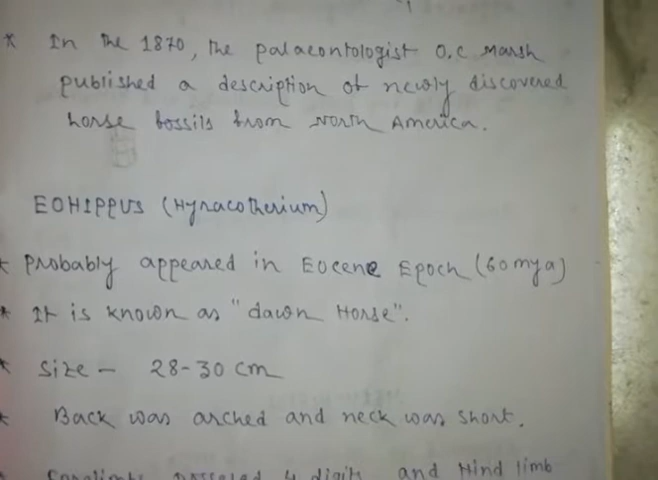 * In the 1870, the palaeontologist O.C Marsh
published a description of newly discovered
horse fossils from North America.
EOHIPPUS (Hyracotherium)
* Probably appeared in Eocene Epoch (60mya)
* It is known as "dawn Horse".
* Size - 28-30 cm
* Back was arched and neck was short.
* 4 digits and Hind limb